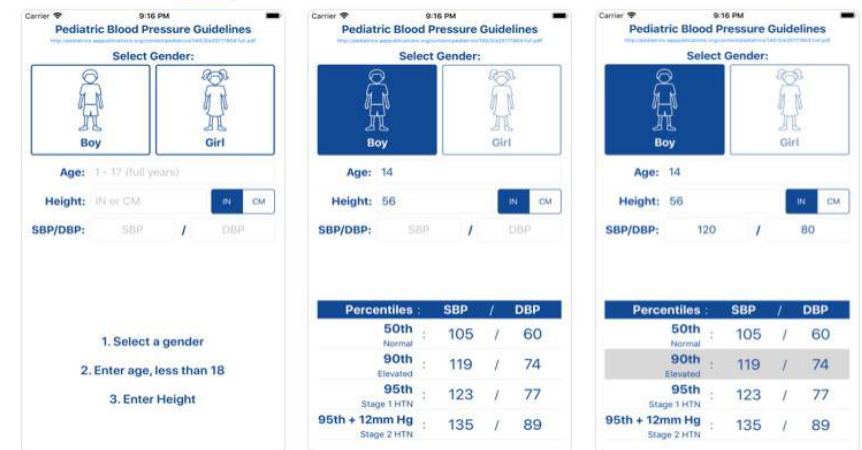 Carrier 9:16 PM
Pediatric Blood Pressure Guidelines
Select Gender:
Boy Girl
Age: 1 - 17 (full years)
Height: IN or CM IN CM
SBP/DBP: SBP / DBP
1. Select a gender
2. Enter age, less than 18
3. Enter Height
Carrier 9:16 PM
Pediatric Blood Pressure Guidelines
Select Gender:
Boy Girl
Age: 14
Height: 56 IN CM
SBP/DBP: SBP / DBP
Percentiles : SBP / DBP
50th : 105 / 60
Normal
90th : 119 / 74
Elevated
95th : 123 / 77
Stage 1 HTN
95th + 12mm Hg : 135 / 89
Stage 2 HTN
Carrier 9:16 PM
Pediatric Blood Pressure Guidelines
Select Gender:
Boy Girl
Age: 14
Height: 56 IN CM
SBP/DBP: 120 / 80
Percentiles : SBP / DBP
50th : 105 / 60
Normal
90th : 119 / 74
Elevated
95th : 123 / 77
Stage 1 HTN
95th + 12mm Hg : 135 / 89
Stage 2 HTN